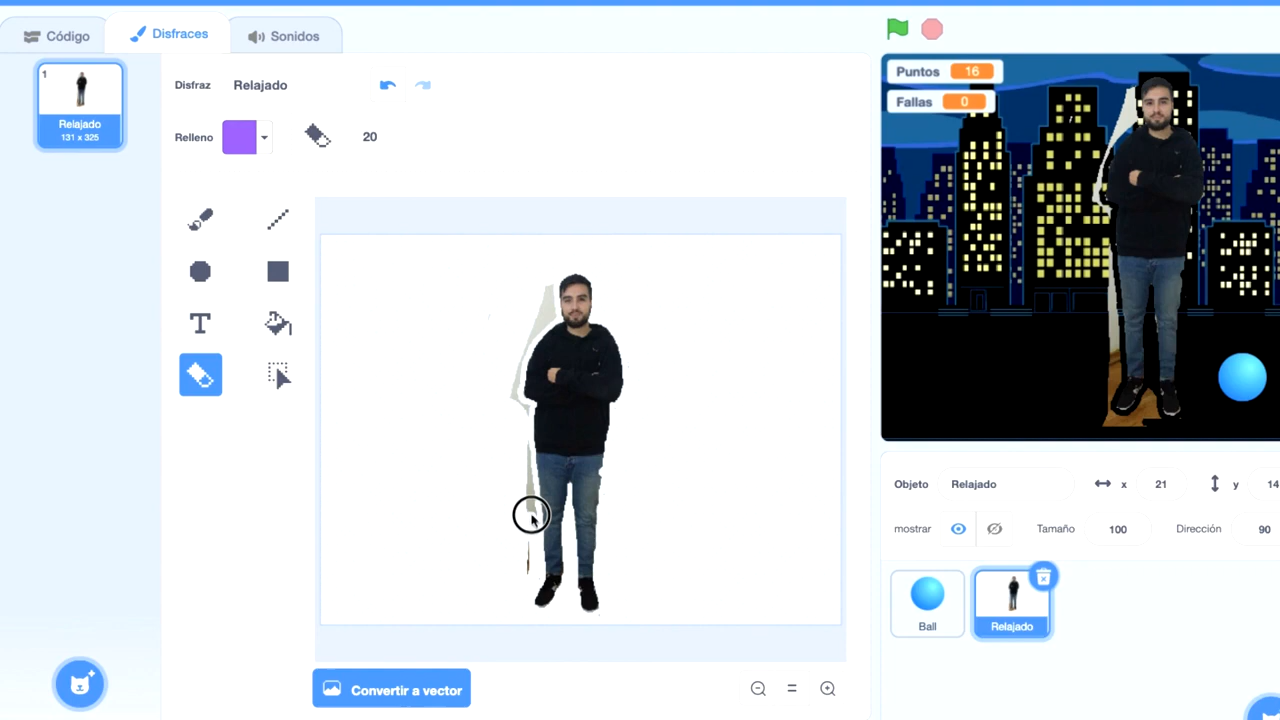 Código
Disfraces
Sonidos
1
Relajado
131 x 325
Disfraz
Relajado
Relleno
20
Convertir a vector
Puntos 16
Fallas 0
Objeto
Relajado
x 21
y 14
mostrar
Tamaño 100
Dirección 90
Ball
Relajado